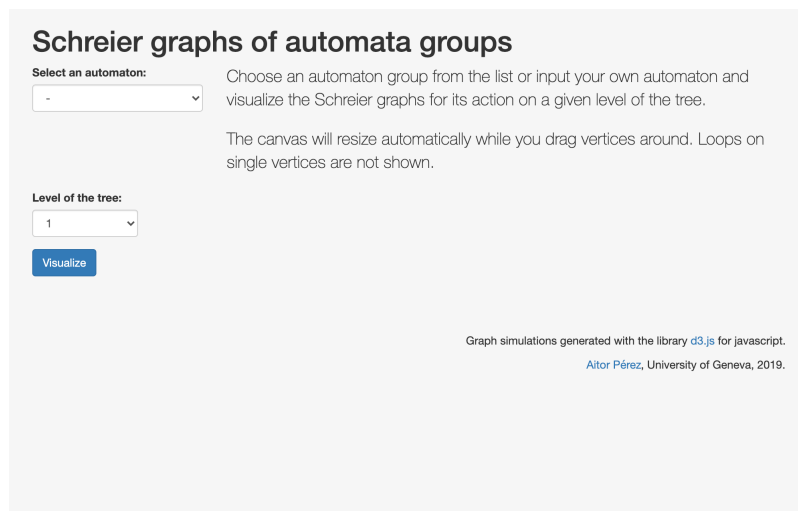 Schreier graphs of automata groups
Select an automaton:
-
Choose an automaton group from the list or input your own automaton and
visualize the Schreier graphs for its action on a given level of the tree.
The canvas will resize automatically while you drag vertices around. Loops on
single vertices are not shown.
Level of the tree:
1
Visualize
Graph simulations generated with the library d3.js for javascript.
Aitor Pérez, University of Geneva, 2019.